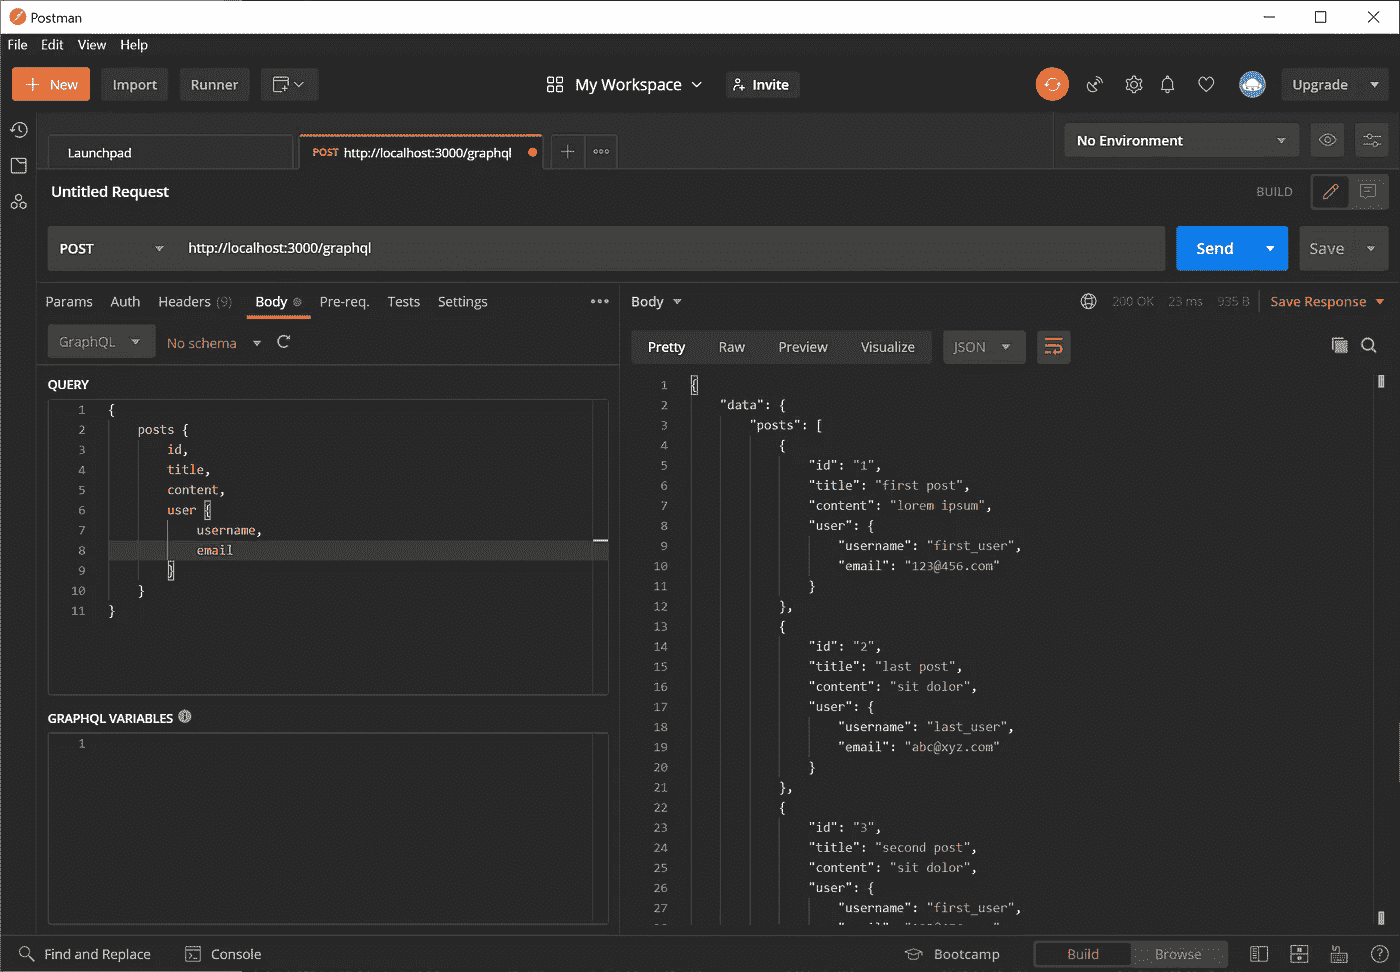 Postman
File Edit View Help
New Import Runner My Workspace Invite Upgrade
Launchpad POST http://localhost:3000/graphql No Environment
Untitled Request BUILD
POST http://localhost:3000/graphql Send Save
Params Auth Headers (9) Body Pre-req. Tests Settings
GraphQL No schema
QUERY
1 {
2 posts {
3 id,
4 title,
5 content,
6 user {
7 username,
8 email
9 }
10 }
11 }
GRAPHQL VARIABLES
1
Body 200 OK 23 ms 935 B Save Response
Pretty Raw Preview Visualize JSON
1 {
2 "data": {
3 "posts": [
4 {
5 "id": "1",
6 "title": "first post",
7 "content": "lorem ipsum",
8 "user": {
9 "username": "first_user",
10 "email": "123@456.com"
11 }
12 },
13 {
14 "id": "2",
15 "title": "last post",
16 "content": "sit dolor",
17 "user": {
18 "username": "last_user",
19 "email": "abc@xyz.com"
20 }
21 },
22 {
23 "id": "3",
24 "title": "second post",
25 "content": "sit dolor",
26 "user": {
27 "username": "first_user",
Find and Replace Console Bootcamp Build Browse